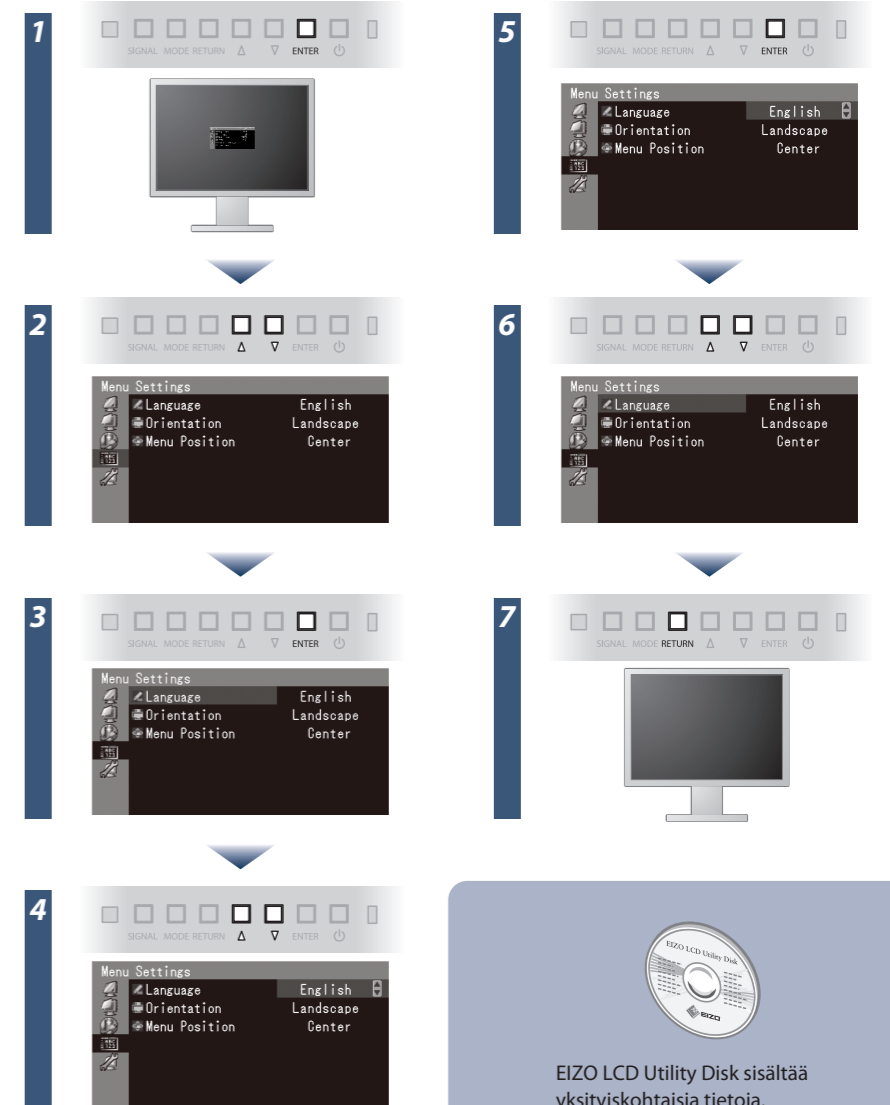 1
SIGNAL MODE RETURN Δ ∇ ENTER
2
SIGNAL MODE RETURN Δ ∇ ENTER
Menu Settings
Language English
Orientation Landscape
Menu Position Center
3
SIGNAL MODE RETURN Δ ∇ ENTER
Menu Settings
Language English
Orientation Landscape
Menu Position Center
4
SIGNAL MODE RETURN Δ ∇ ENTER
Menu Settings
Language English
Orientation Landscape
Menu Position Center
5
SIGNAL MODE RETURN Δ ∇ ENTER
Menu Settings
Language English
Orientation Landscape
Menu Position Center
6
SIGNAL MODE RETURN Δ ∇ ENTER
Menu Settings
Language English
Orientation Landscape
Menu Position Center
7
SIGNAL MODE RETURN Δ ∇ ENTER
EIZO LCD Utility Disk
EIZO
EIZO LCD Utility Disk sisältää
yksityiskohtaisia tietoja.